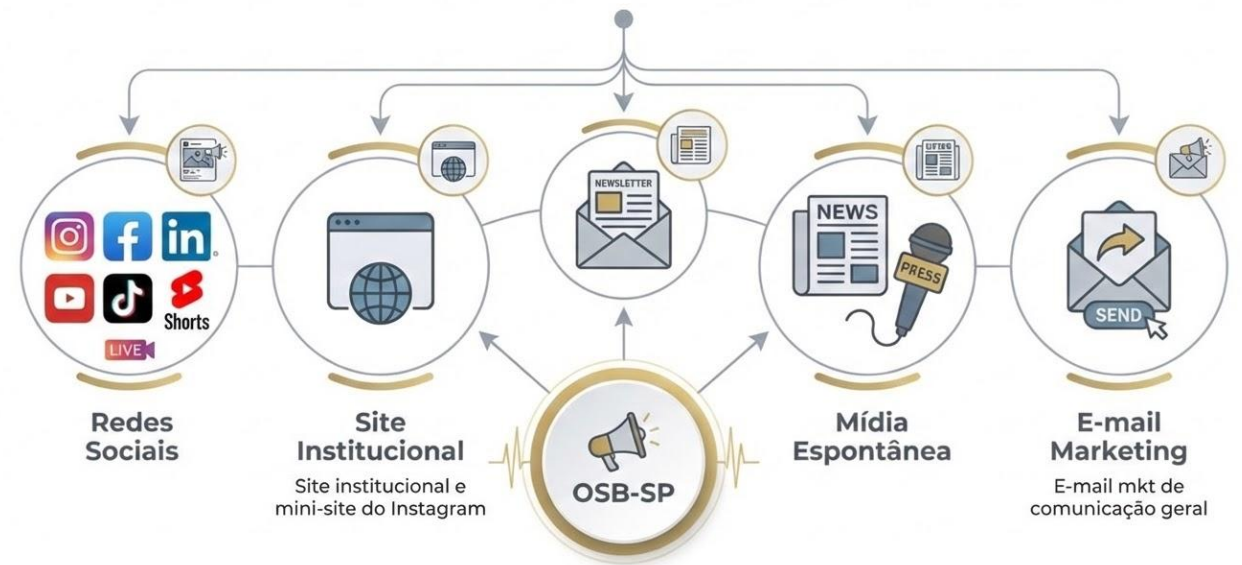 NEWSLETTER
NEWS
PRESS
Shorts
LIVE
SEND
Redes
Sociais
Site
Institucional
Site institucional e
mini-site do Instagram
OSB-SP
Mídia
Espontânea
E-mail
Marketing
E-mail mkt de
comunicação geral